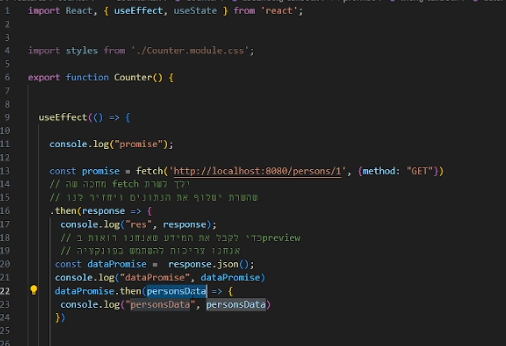 import React, { useEffect, useState } from 'react';
import styles from './Counter.module.css';
export function Counter() {
useEffect(() => {
console.log("promise");
const promise = fetch('http://localhost:8080/persons/1', {method: "GET"})
// ילך לשרת fetch מחכה שה
// שהשרת ישלוף את הנתונים ויחזיר לנו
.then(response => {
console.log("res", response);
// כדי לקבל את המידע שאנחנו רואות ב preview
// אנחנו צריכות להשתמש בפונקציה
const dataPromise =  response.json();
console.log("dataPromise", dataPromise)
dataPromise.then(personsData => {
console.log("personsData", personsData)
})